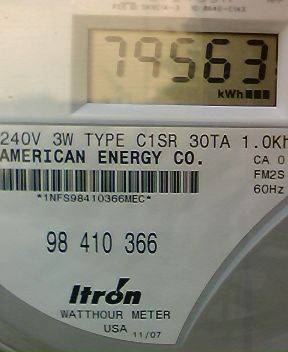 79563
kWh
240V 3W TYPE C1SR 30TA 1.0Kh
AMERICAN ENERGY CO.
CA 0
FM2S
60Hz
*1NFS98410366MEC*
98 410 366
Itron
WATTHOUR METER
USA 11/07